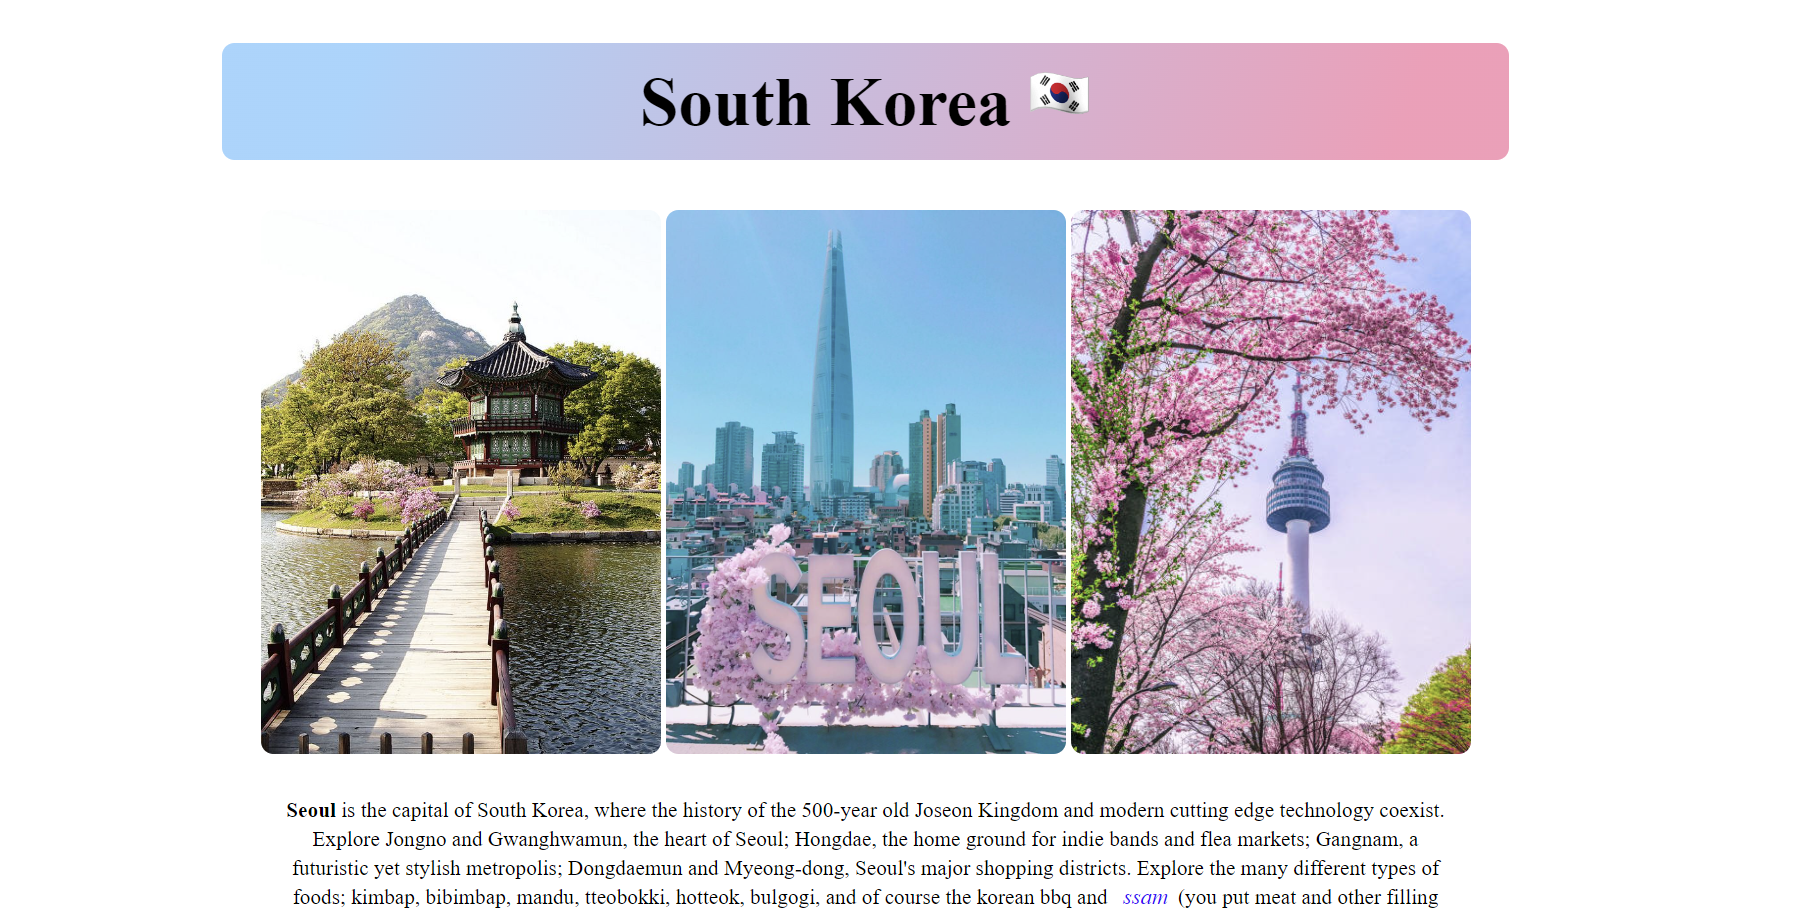 South Korea 🇰🇷
SEOUL
Seoul is the capital of South Korea, where the history of the 500-year old Joseon Kingdom and modern cutting edge technology coexist.
Explore Jongno and Gwanghwamun, the heart of Seoul; Hongdae, the home ground for indie bands and flea markets; Gangnam, a
futuristic yet stylish metropolis; Dongdaemun and Myeong-dong, Seoul's major shopping districts. Explore the many different types of
foods; kimbap, bibimbap, mandu, tteobokki, hotteok, bulgogi, and of course the korean bbq and ssam (you put meat and other filling